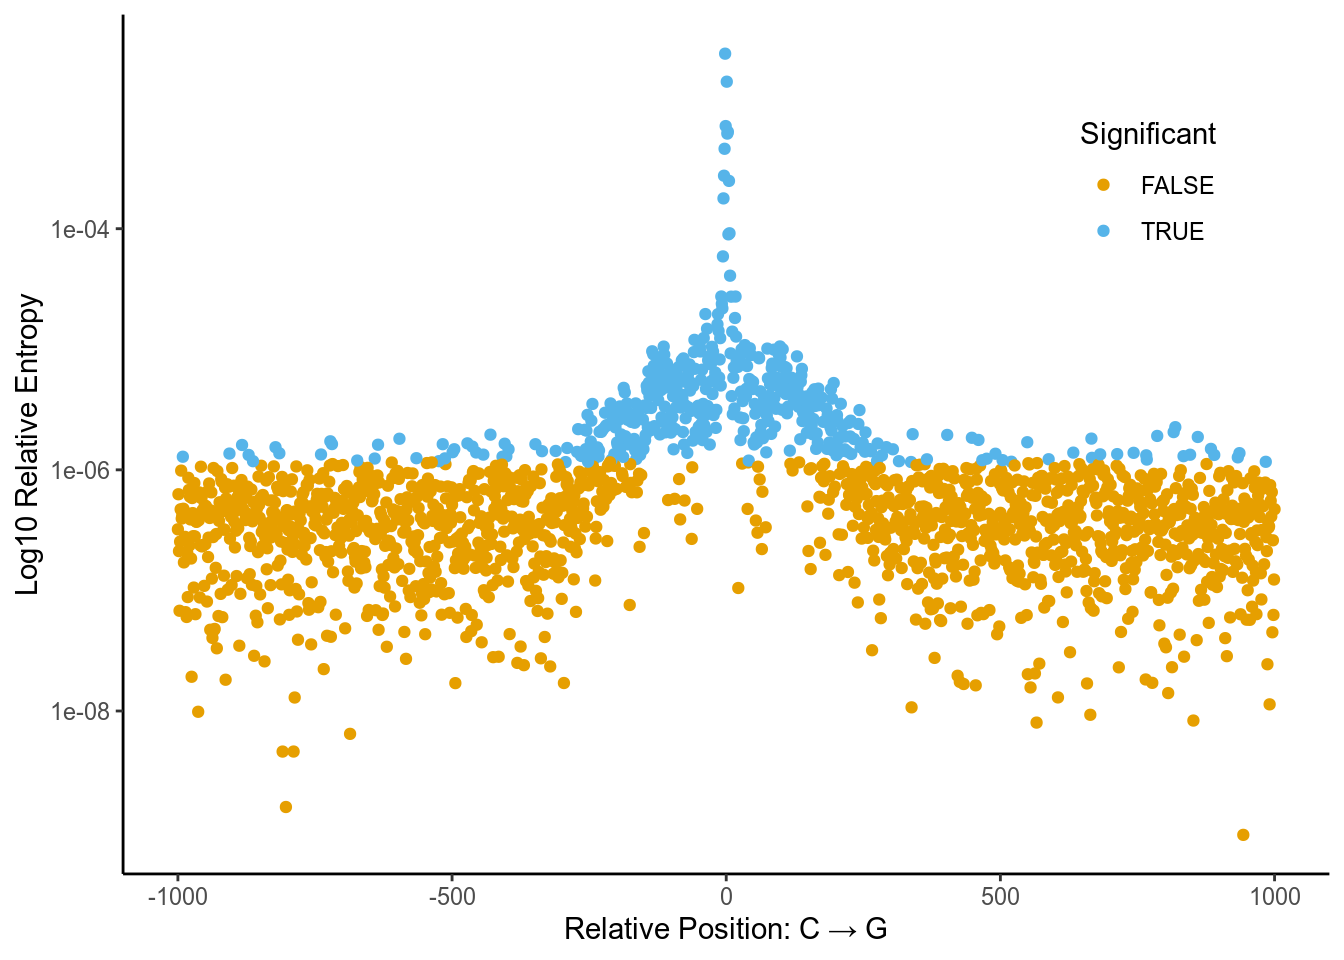 Log10 Relative Entropy
1e-04
1e-06
1e-08
-1000
-500
0
500
1000
Relative Position: C → G
Significant
FALSE
TRUE